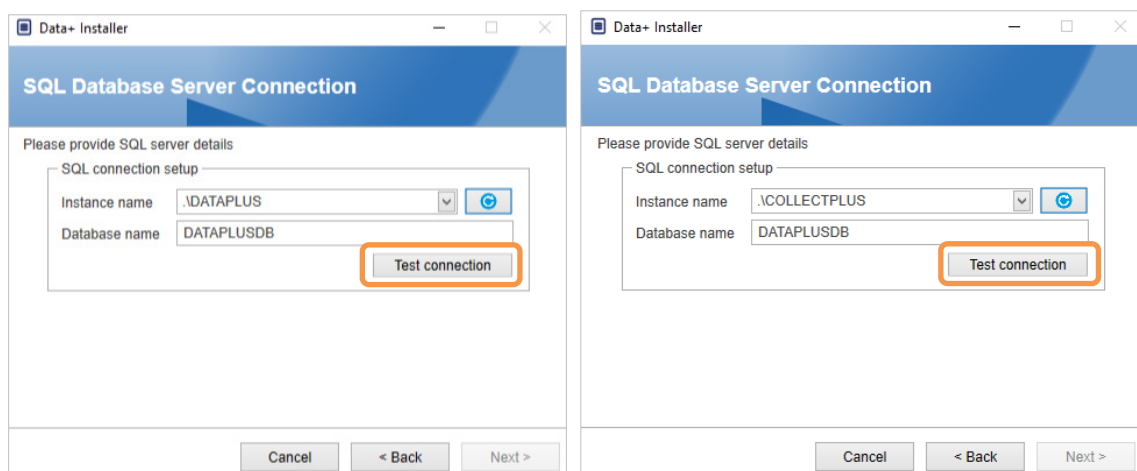 Data+ Installer
SQL Database Server Connection
Please provide SQL server details
SQL connection setup
Instance name .\DATAPLUS
Database name DATAPLUSDB
Test connection
Cancel < Back Next >
Data+ Installer
SQL Database Server Connection
Please provide SQL server details
SQL connection setup
Instance name .\COLLECTPLUS
Database name DATAPLUSDB
Test connection
Cancel < Back Next >